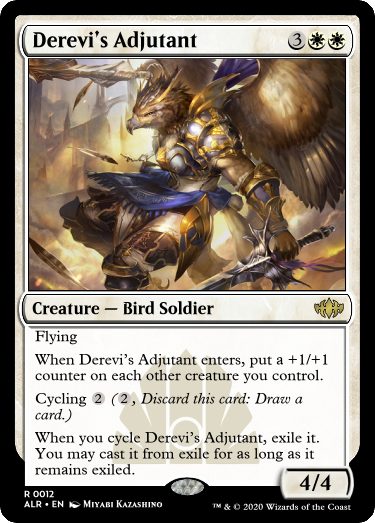 Derevi's Adjutant 3
Creature — Bird Soldier
Flying
When Derevi's Adjutant enters, put a +1/+1
counter on each other creature you control.
Cycling 2 (2, Discard this card: Draw a
card.)
When you cycle Derevi's Adjutant, exile it.
You may cast it from exile for as long as it
remains exiled.
4/4
R 0012
ALR • EN MIYABI KAZASHINO
™ & © 2020 Wizards of the Coast